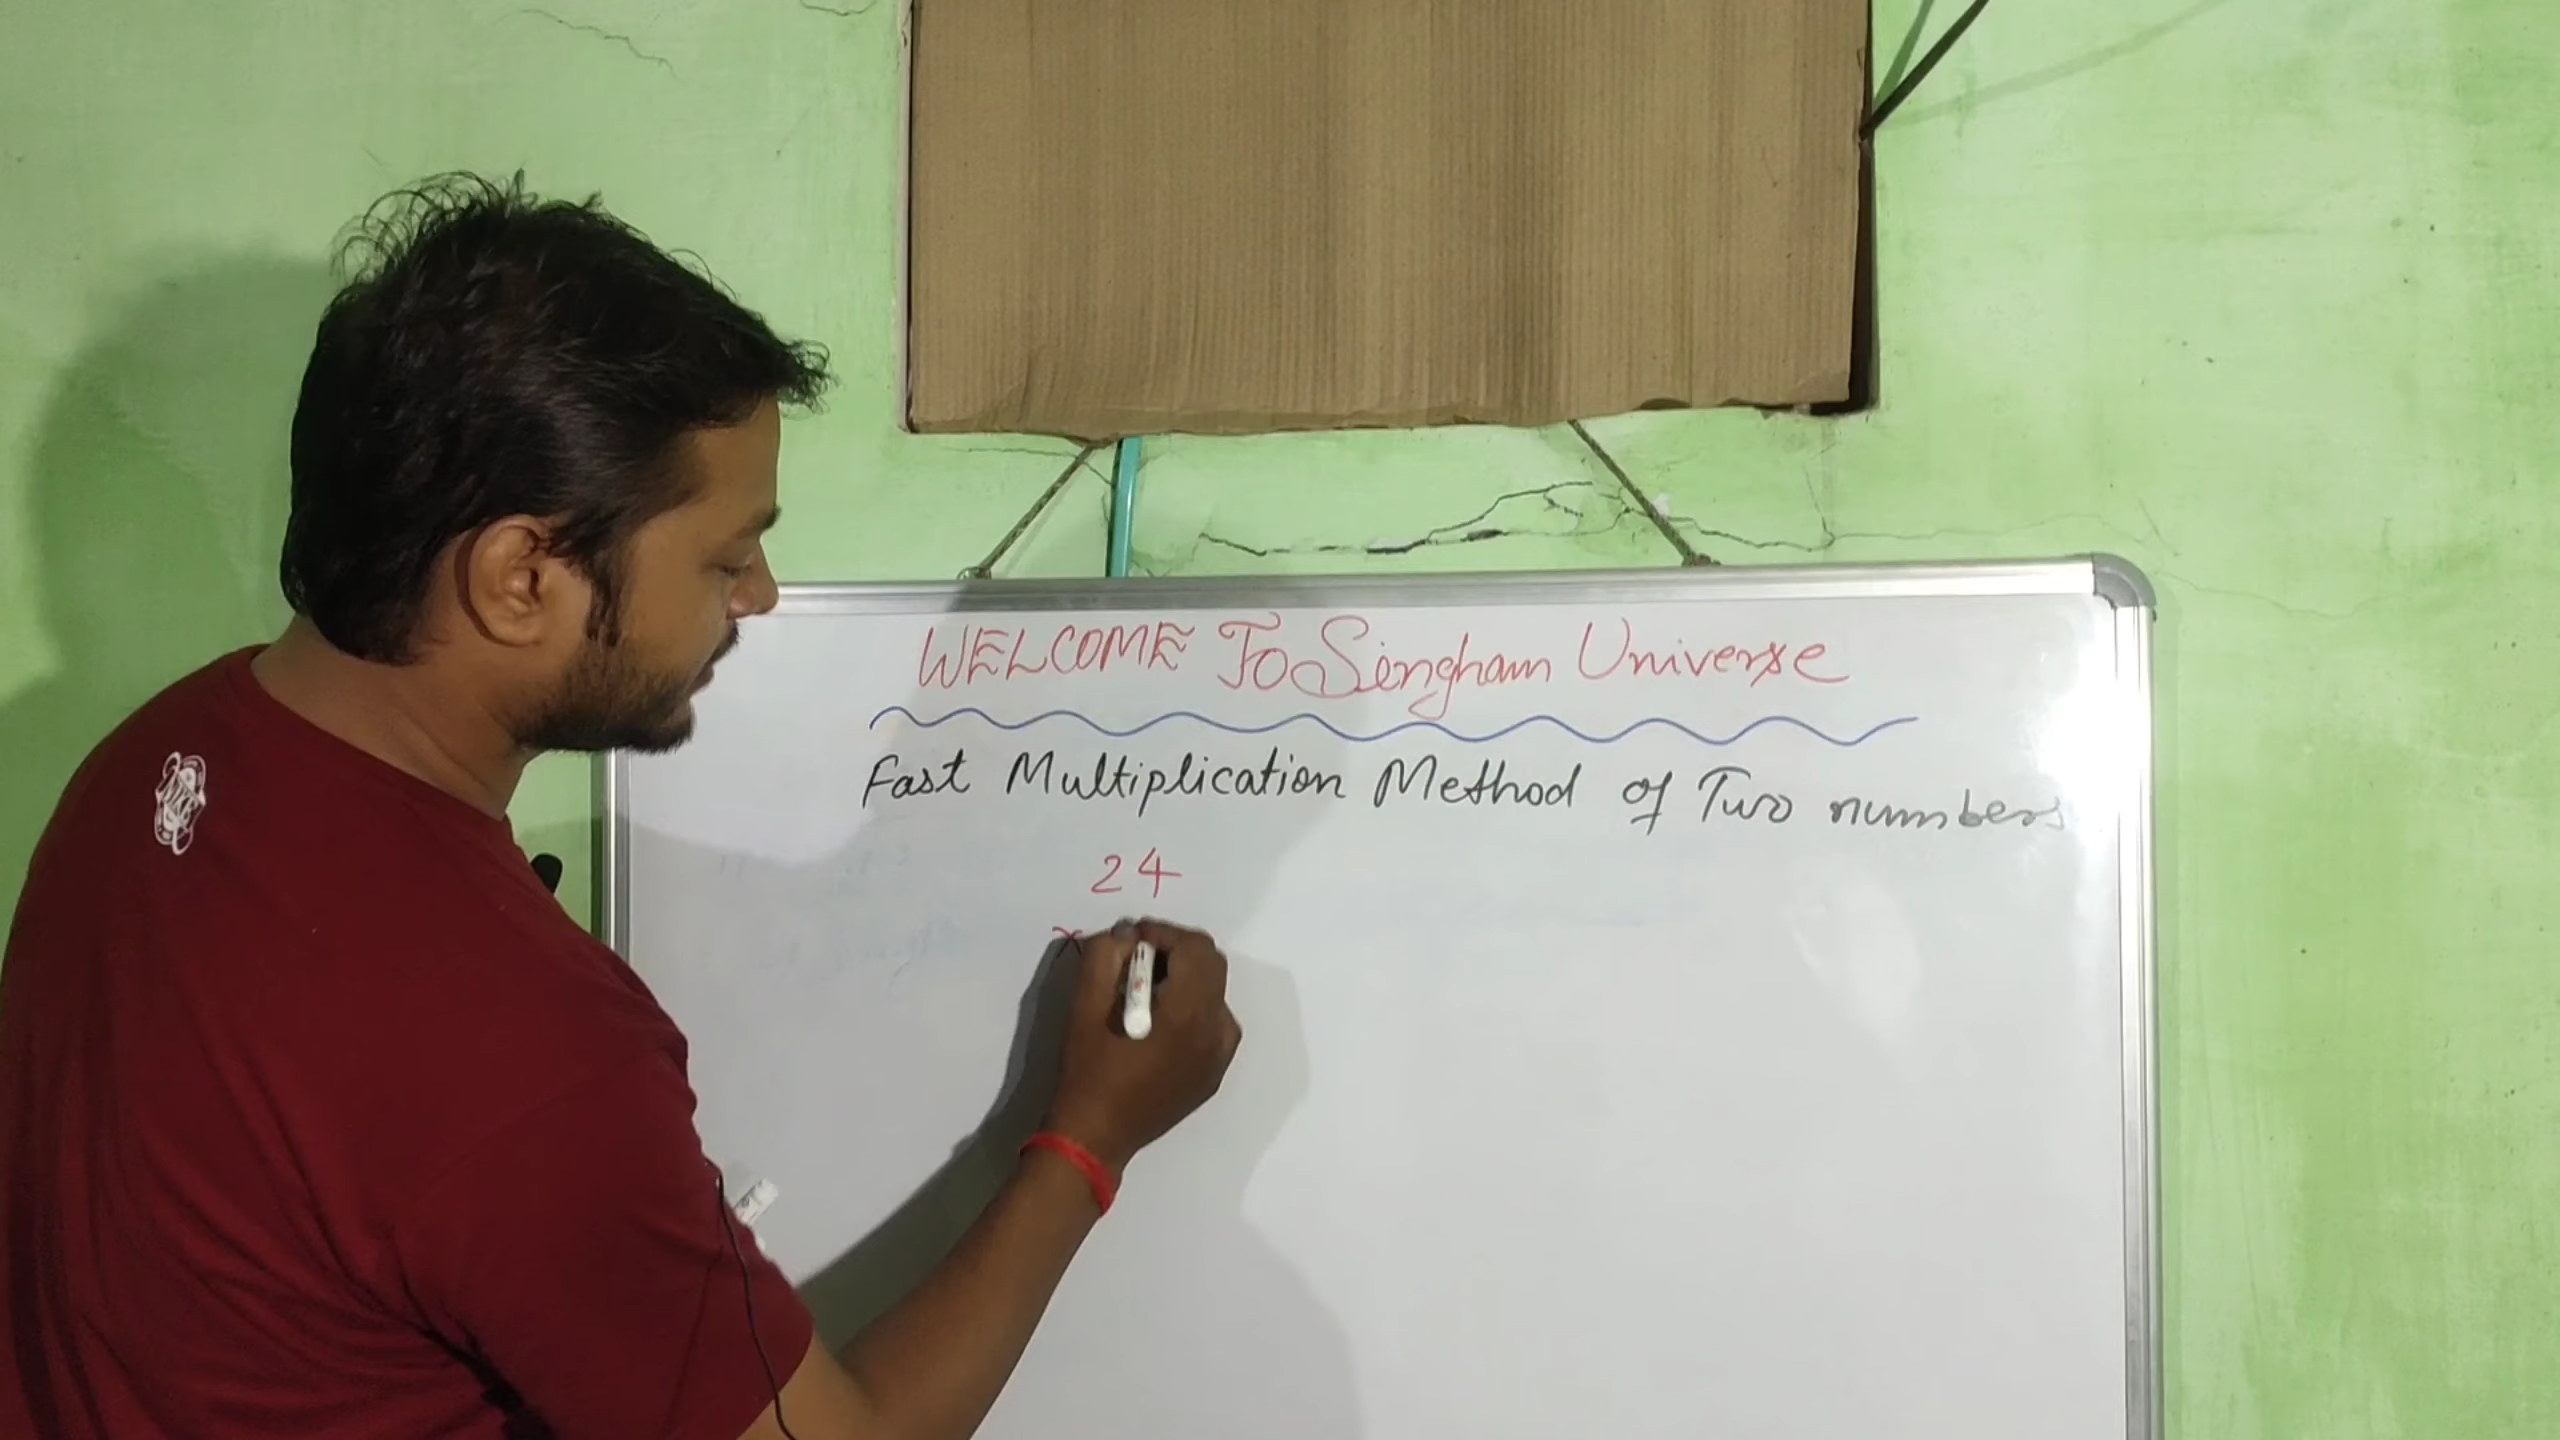 WELCOME To Singham Universe
Fast Multiplication Method of Two numbers
24
x